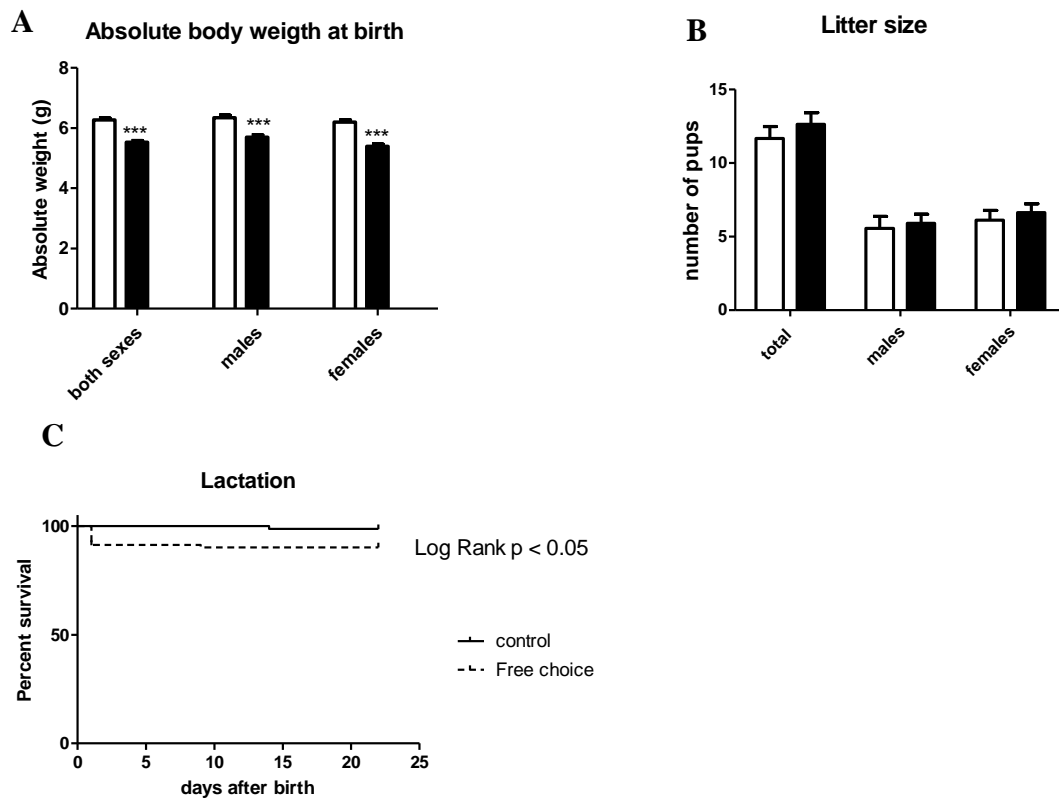 A
Absolute body weigth at birth
Absolute weight (g)
8
6
4
2
0
***
***
***
both sexes
males
females
B
Litter size
number of pups
15
10
5
0
total
males
females
C
Lactation
Percent survival
100
50
0
0 5 10 15 20 25
days after birth
Log Rank p < 0.05
control
Free choice